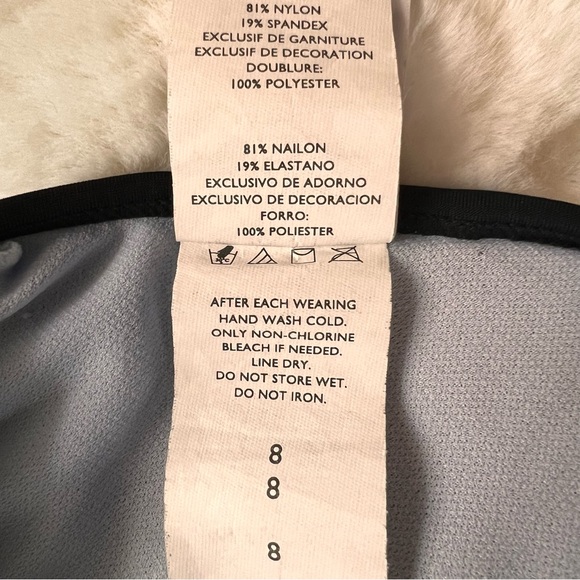 81% NYLON
19% SPANDEX
EXCLUSIF DE GARNITURE
EXCLUSIF DE DECORATION
DOUBLURE:
100% POLYESTER
81% NAILON
19% ELASTANO
EXCLUSIVO DE ADORNO
EXCLUSIVO DE DECORACION
FORRO:
100% POLIESTER
AFTER EACH WEARING
HAND WASH COLD.
ONLY NON-CHLORINE
BLEACH IF NEEDED.
LINE DRY.
DO NOT STORE WET.
DO NOT IRON.
8
8
8